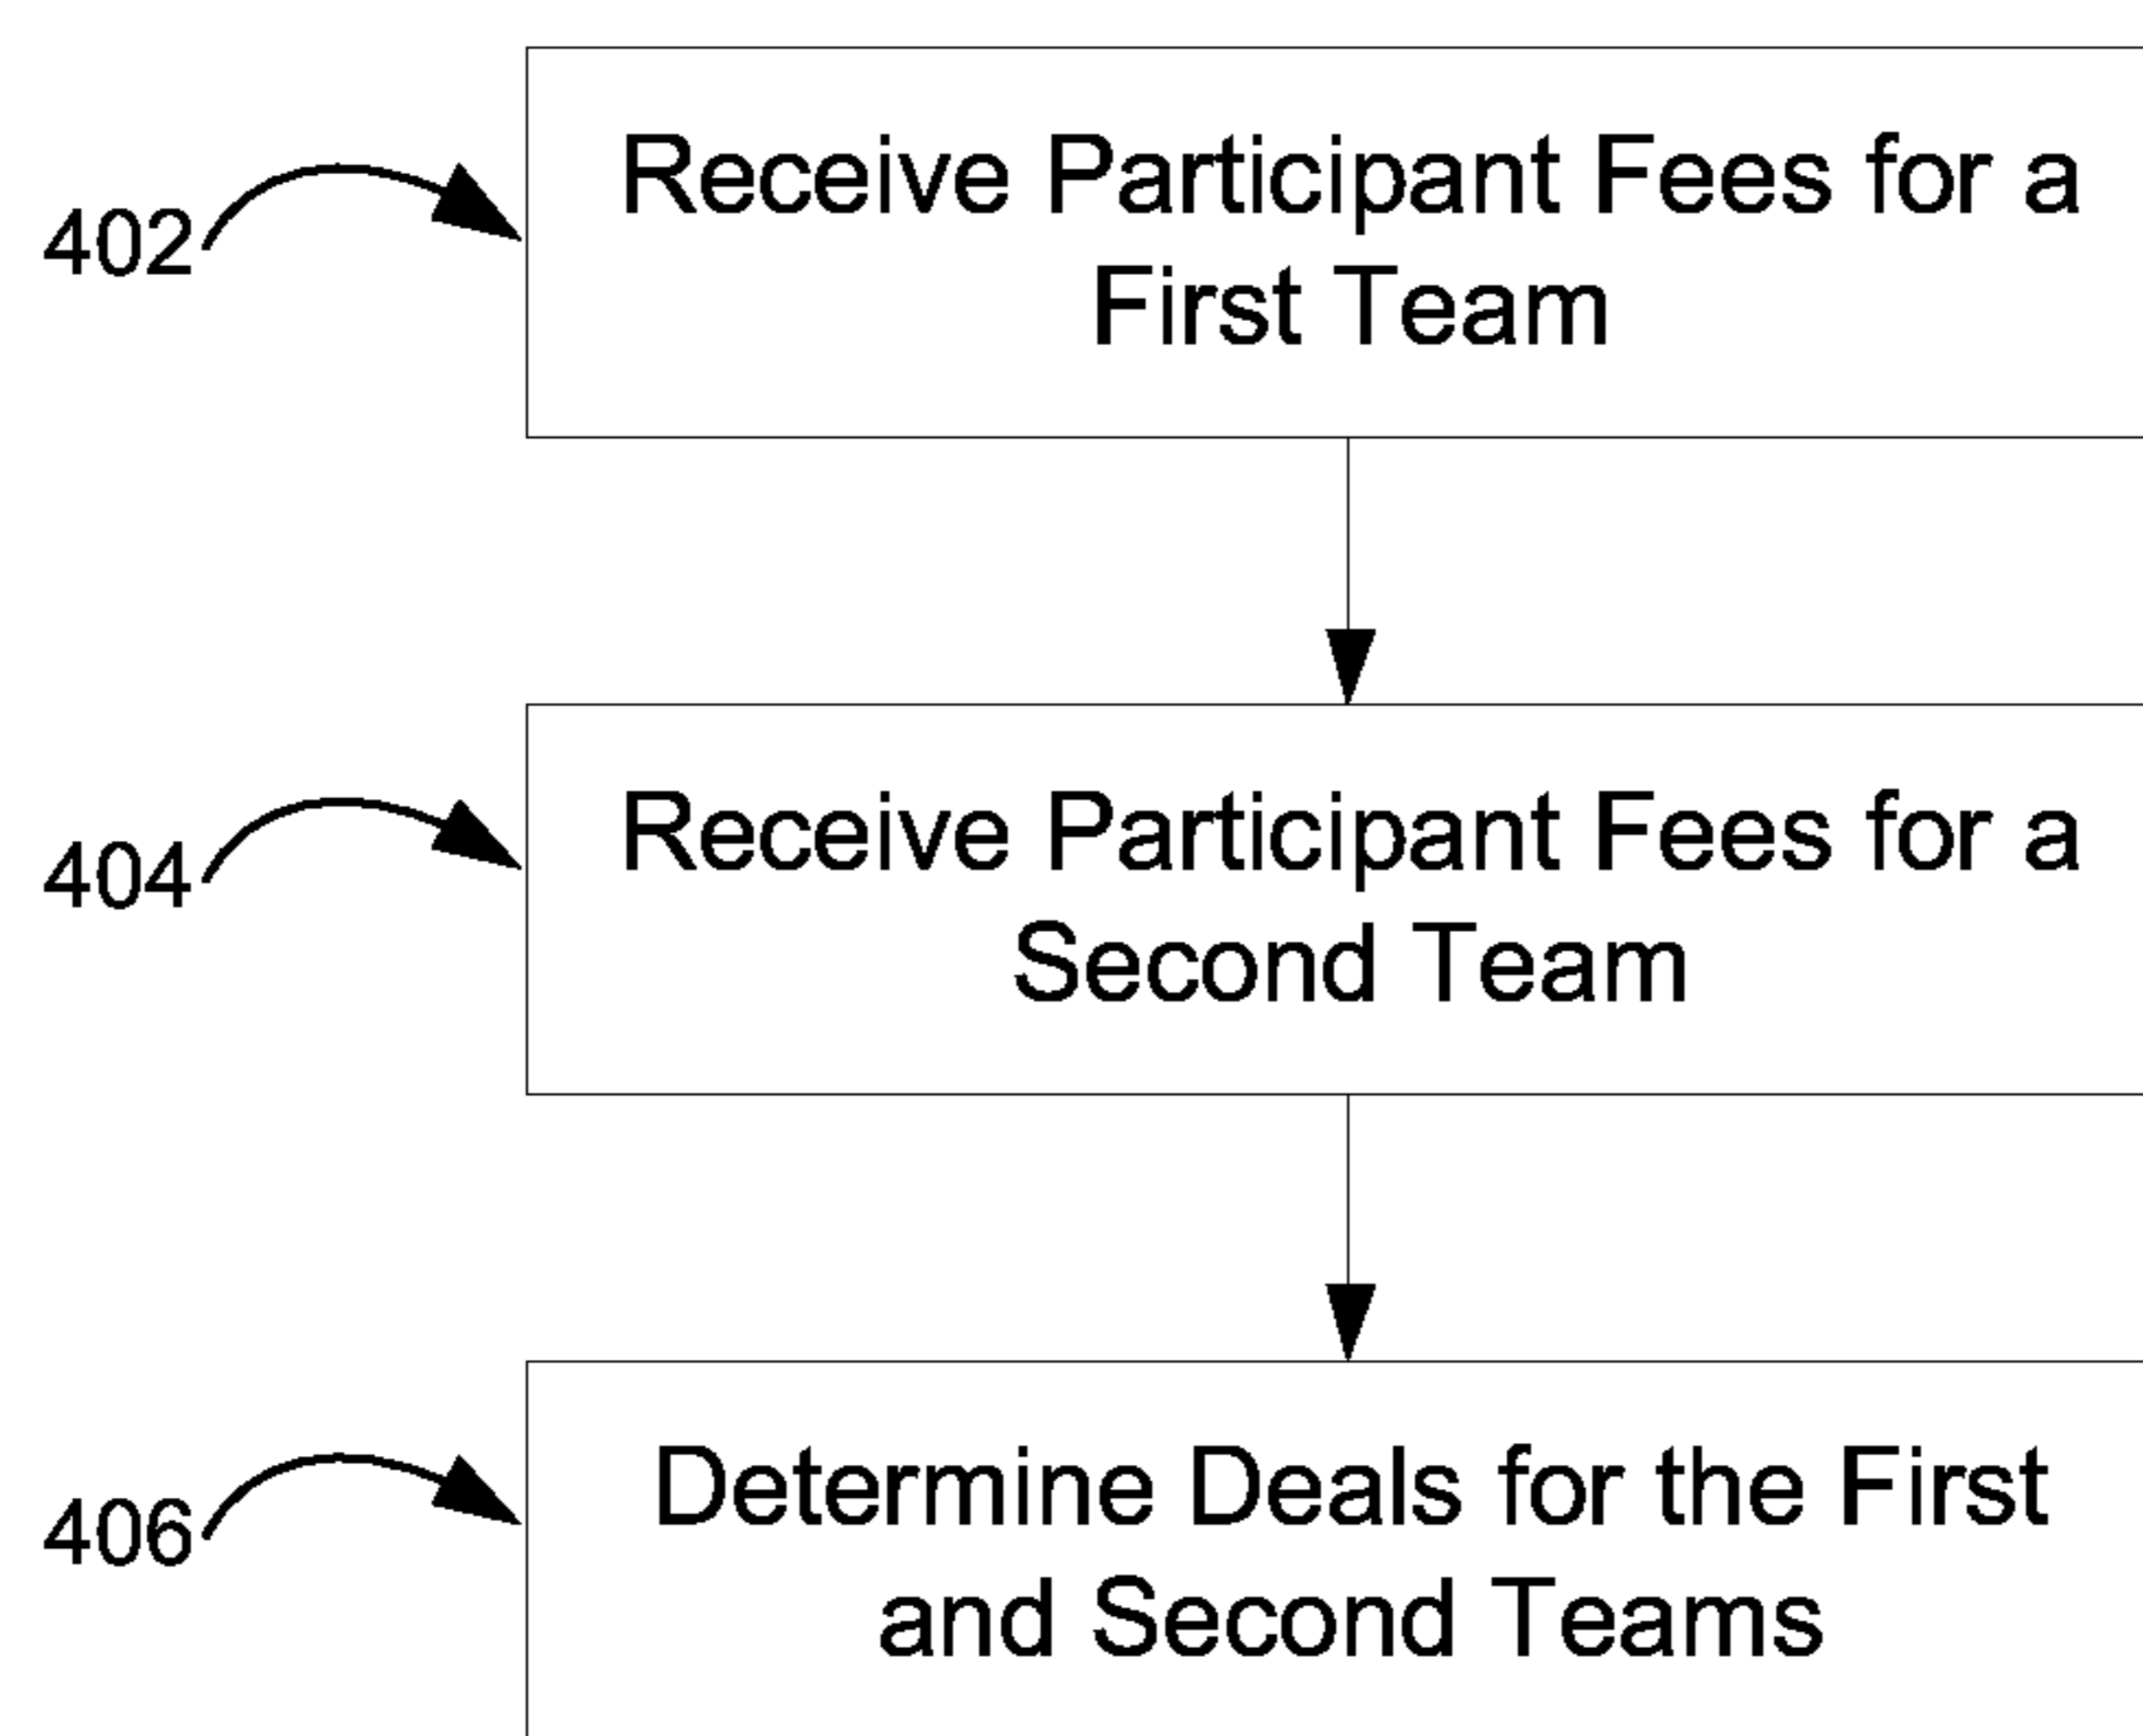 402
Receive Participant Fees for a
First Team
404
Receive Participant Fees for a
Second Team
406
Determine Deals for the First
and Second Teams